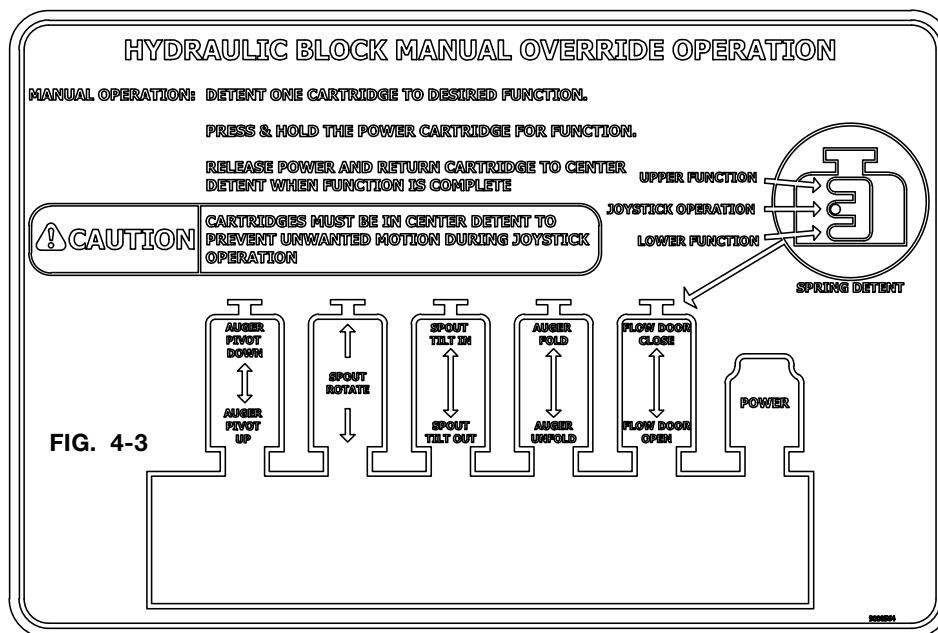 HYDRAULIC BLOCK MANUAL OVERRIDE OPERATION
MANUAL OPERATION: DETENT ONE CARTRIDGE TO DESIRED FUNCTION.
PRESS & HOLD THE POWER CARTRIDGE FOR FUNCTION.
RELEASE POWER AND RETURN CARTRIDGE TO CENTER
DETENT WHEN FUNCTION IS COMPLETE
CAUTION
CARTRIDGES MUST BE IN CENTER DETENT TO
PREVENT UNWANTED MOTION DURING JOYSTICK
OPERATION
UPPER FUNCTION
JOYSTICK OPERATION
LOWER FUNCTION
SPRING DETENT
AUGER
PIVOT
DOWN
AUGER
PIVOT
UP
SPOUT
ROTATE
SPOUT
TILT IN
SPOUT
TILT OUT
AUGER
FOLD
AUGER
UNFOLD
FLOW DOOR
CLOSE
FLOW DOOR
OPEN
POWER
FIG. 4-3